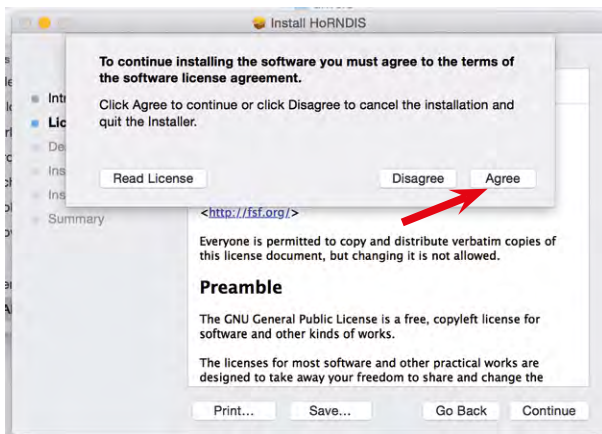 Install HoRNDIS
To continue installing the software you must agree to the terms of
the software license agreement.
Click Agree to continue or click Disagree to cancel the installation and
quit the Installer.
Read License
Disagree
Agree
Lic
De
Ins
Ins
Summary
<http://fsf.org/>
Everyone is permitted to copy and distribute verbatim copies of
this license document, but changing it is not allowed.
Preamble
The GNU General Public License is a free, copyleft license for
software and other kinds of works.
The licenses for most software and other practical works are
designed to take away your freedom to share and change the
Print...
Save...
Go Back
Continue